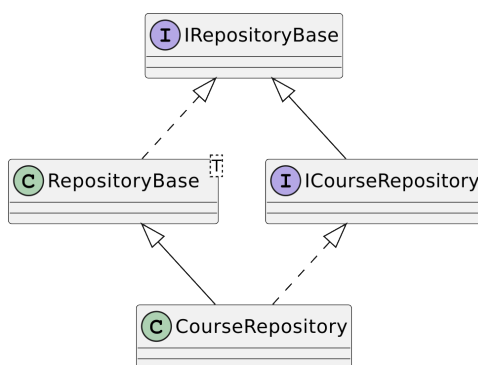 I IRepositoryBase
C RepositoryBase T
I ICourseRepository
C CourseRepository